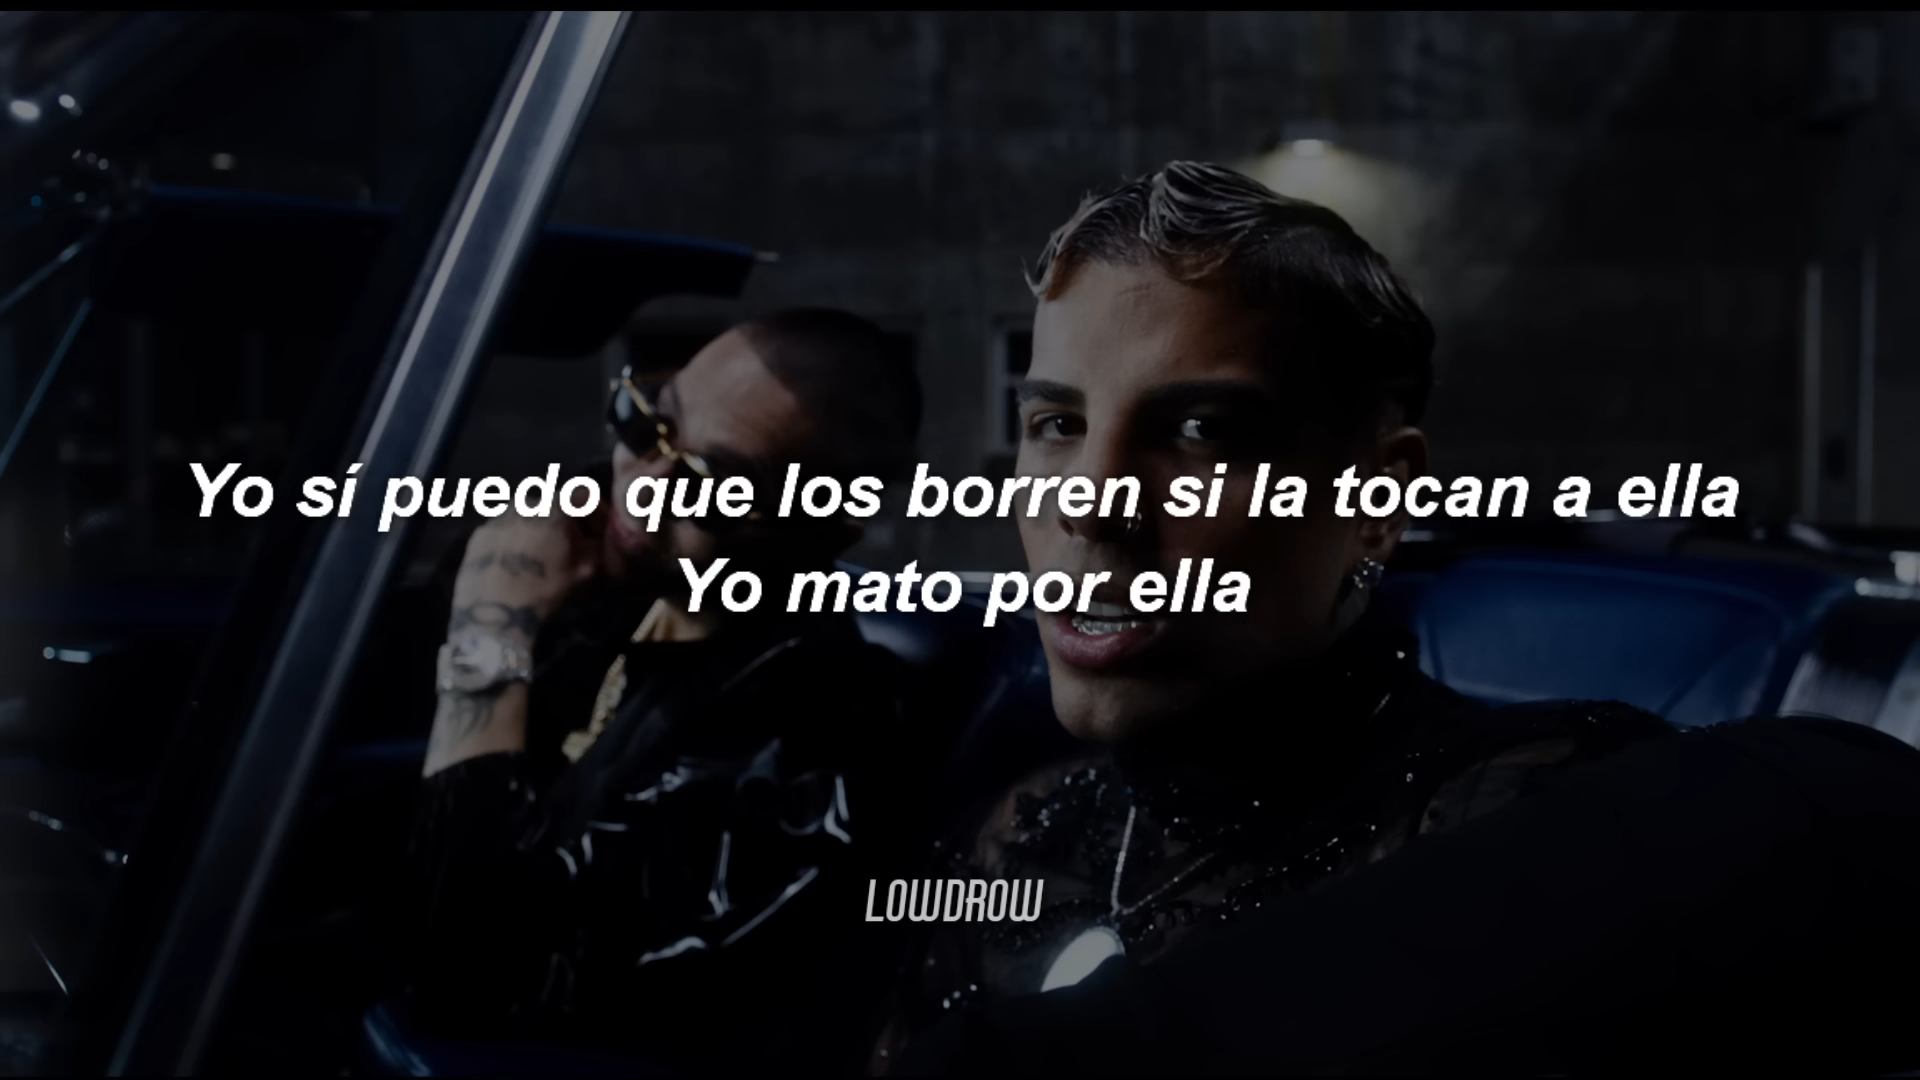 Yo sí puedo que los borren si la tocan a ella
Yo mato por ella
LOWDROW